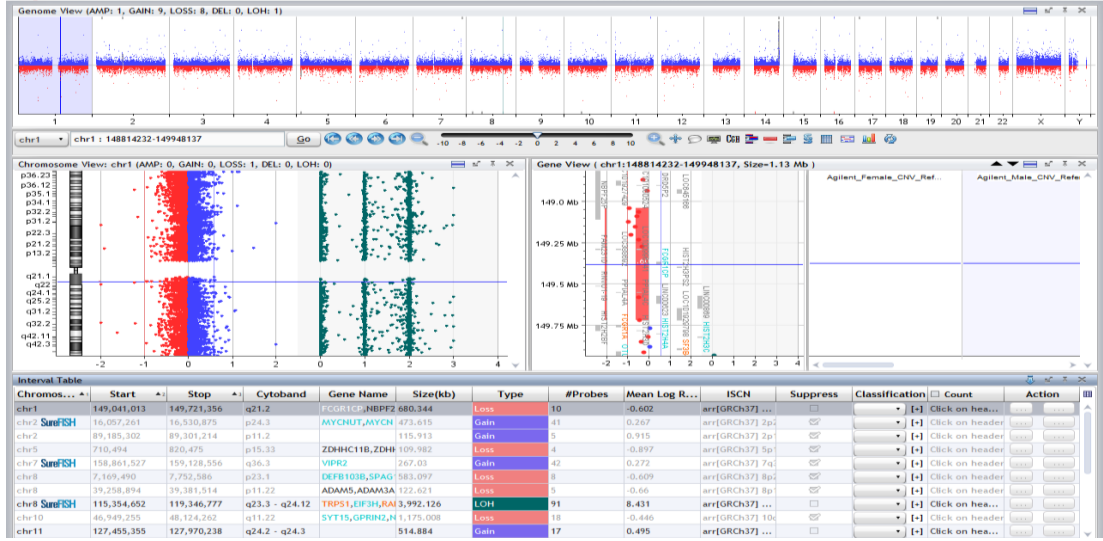 Genome View (AMP: 1, GAIN: 9, LOSS: 8, DEL: 0, LOH: 1)
1 2 3 4 5 6 7 8 9 10 11 12 13 14 15 16 17 18 19 20 21 22 X Y
chr1 chr1 : 148814232-149948137 Go -10 -8 -6 -4 -2 0 2 4 6 8 10
Chromosome View: chr1 (AMP: 0, GAIN: 0, LOSS: 1, DEL: 0, LOH: 0)
Gene View ( chr1:148814232-149948137, Size=1.13 Mb )
p36.23
p36.12
p35.1
p34.1
p32.2
p31.2
p22.3
p21.2
p13.2
q21.1
q22
q24.1
q25.2
q31.2
q32.2
q42.1
q42.3
-2 -1 0 1 2 3 4
149.0 Mb
149.25 Mb
149.5 Mb
149.75 Mb
-2 -1 0 1 2 3 4
Agilent_Female_CNV_Ref... Agilent_Male_CNV_Refe
Interval Table
Chromos... Start Stop Cytoband Gene Name Size(kb) Type #Probes Mean Log R... ISCN Suppress Classification Count Action
chr1 149,041,013 149,721,356 q21.2 FCGR1CP,NBPF2 680.344 Loss 10 -0.602 arr[GRCh37] ... [+] Click on hea...
chr2 SureFISH 16,057,261 16,530,875 p24.3 MYCNUT,MYCN 473.615 Gain 41 0.267 arr[GRCh37] 2p [+] Click on header
chr2 89,185,302 89,301,214 p11.2 115.913 Gain 5 0.915 arr[GRCh37] 2p [+] Click on header
chr5 710,494 820,475 p15.33 ZDHHC11B,ZDH 109,982 Loss 4 -0.897 arr[GRCh37] 5p [+] Click on header
chr7 SureFISH 158,861,527 159,128,556 q36.3 VIPR2 267.03 Gain 42 0.272 arr[GRCh37] 7q [+] Click on header
chr8 7,169,490 7,752,586 p23.1 DEFB103B,SPAG 583.097 Loss 8 -0.609 arr[GRCh37] 8p [+] Click on header
chr8 39,258,894 39,381,514 p11.22 ADAM5,ADAM3A 122.621 Loss 5 -0.66 arr[GRCh37] 8p [+] Click on header
chr8 SureFISH 115,354,652 119,346,777 q23.3 - q24.12 TRPS1,EIF3H,RA 3,992.126 LOH 91 8.431 arr[GRCh37] ... [+] Click on hea...
chr10 46,949,255 48,124,262 q11.22 SYT15,GPRIN2,N 1,175.008 Loss 18 -0.446 arr[GRCh37] 10 [+] Click on header
chr11 127,455,355 127,970,238 q24.2 - q24.3 514.884 Gain 17 0.495 arr[GRCh37] ... [+] Click on hea...